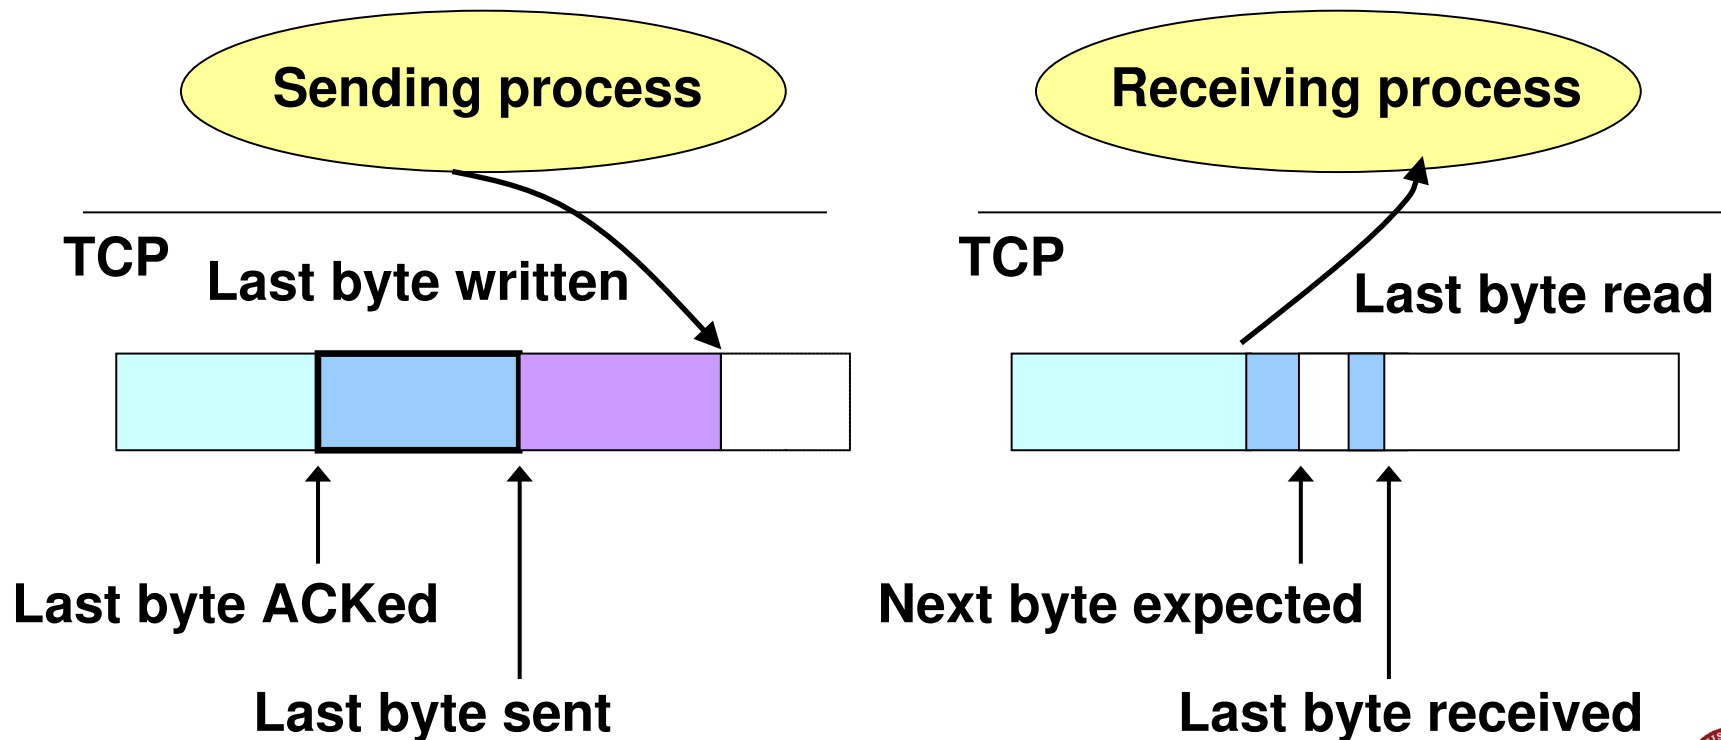 Sending process
TCP
Last byte written
Last byte ACKed
Last byte sent
Receiving process
TCP
Last byte read
Next byte expected
Last byte received